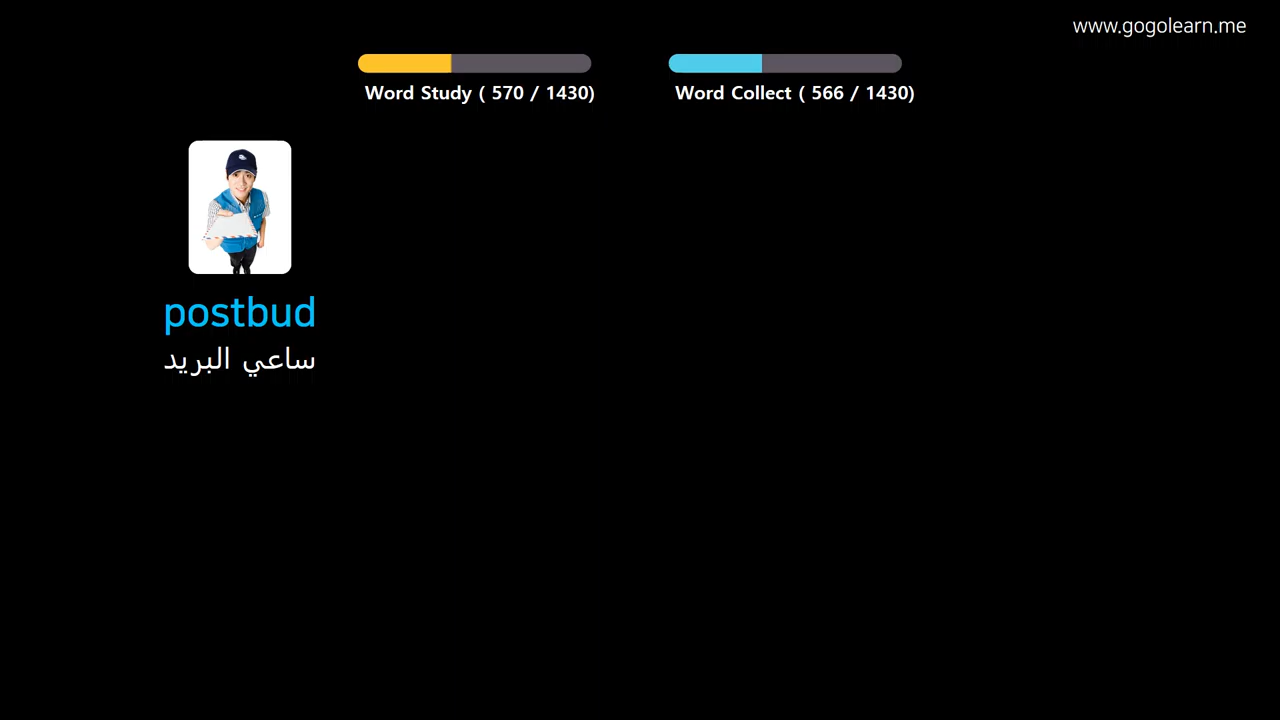 www.gogolearn.me
Word Study ( 570 / 1430)
Word Collect ( 566 / 1430)
postbud
ساعي البريد